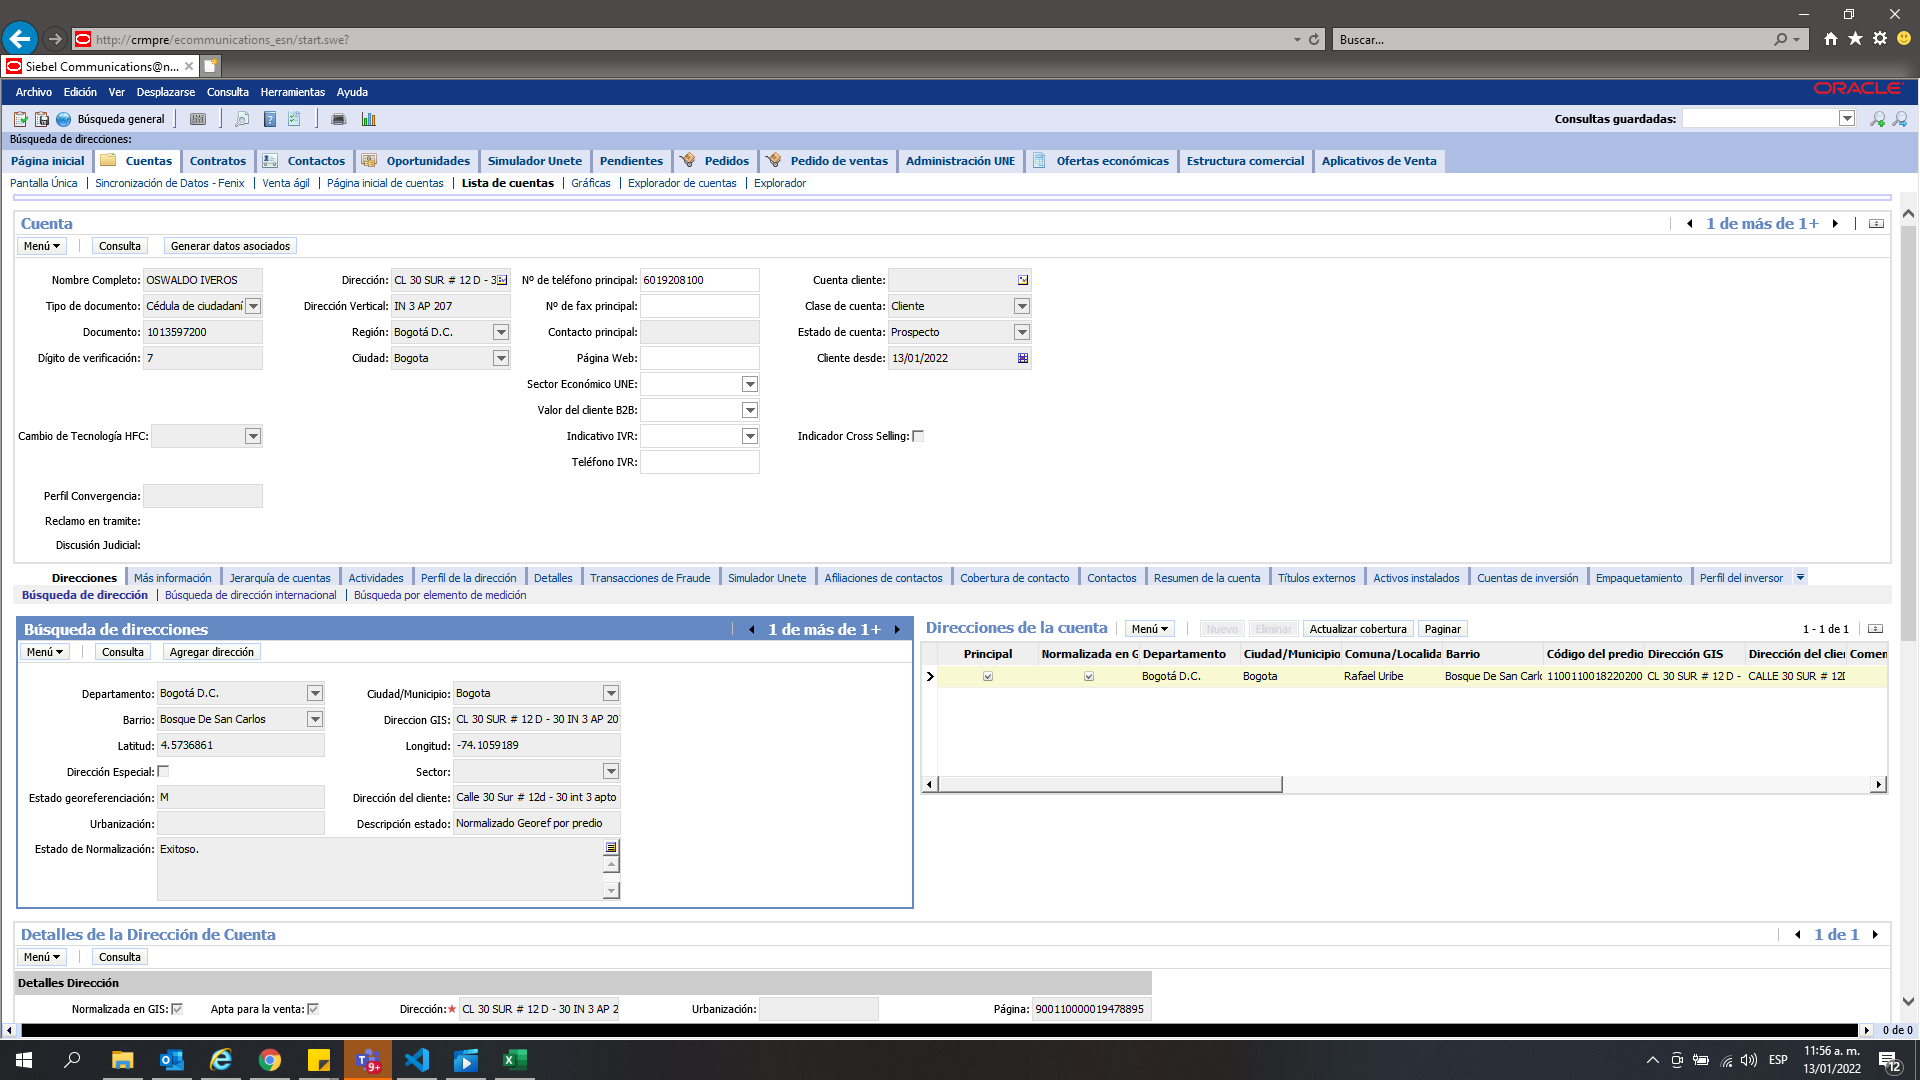 http://crmpre/ecommunications_esn/start.swe?
Buscar...
Siebel Communications@n...
Archivo Edición Ver Desplazarse Consulta Herramientas Ayuda
ORACLE
Búsqueda general
Consultas guardadas:
Búsqueda de direcciones:
Página inicial Cuentas Contratos Contactos Oportunidades Simulador Unete Pendientes Pedidos Pedido de ventas Administración UNE Ofertas económicas Estructura comercial Aplicativos de Venta
Pantalla Única Sincronización de Datos - Fenix Venta ágil Página inicial de cuentas Lista de cuentas Gráficas Explorador de cuentas Explorador
Cuenta
1 de más de 1+
Menú Consulta Generar datos asociados
Nombre Completo: OSWALDO IVEROS Dirección: CL 30 SUR # 12 D - 3 Nº de teléfono principal: 6019208100 Cuenta cliente:
Tipo de documento: Cédula de ciudadaní Dirección Vertical: IN 3 AP 207 Nº de fax principal: Clase de cuenta: Cliente
Documento: 1013597200 Región: Bogotá D.C. Contacto principal: Estado de cuenta: Prospecto
Dígito de verificación: 7 Ciudad: Bogota Página Web: Cliente desde: 13/01/2022
Sector Económico UNE:
Valor del cliente B2B:
Cambio de Tecnología HFC: Indicativo IVR: Indicador Cross Selling:
Teléfono IVR:
Perfil Convergencia:
Reclamo en tramite:
Discusión Judicial:
Direcciones Más información Jerarquía de cuentas Actividades Perfil de la dirección Detalles Transacciones de Fraude Simulador Unete Afiliaciones de contactos Cobertura de contacto Contactos Resumen de la cuenta Títulos externos Activos instalados Cuentas de inversión Empaquetamiento Perfil del inversor
Búsqueda de dirección Búsqueda de dirección internacional Búsqueda por elemento de medición
Búsqueda de direcciones
1 de más de 1+
Menú Consulta Agregar dirección
Departamento: Bogotá D.C. Ciudad/Municipio: Bogota
Barrio: Bosque De San Carlos Direccion GIS: CL 30 SUR # 12 D - 30 IN 3 AP 20
Latitud: 4.5736861 Longitud: -74.1059189
Dirección Especial: Sector:
Estado georeferenciación: M Dirección del cliente: Calle 30 Sur # 12d - 30 int 3 apto
Urbanización: Descripción estado: Normalizado Georef por predio
Estado de Normalización: Exitoso.
Direcciones de la cuenta Menú Nuevo Eliminar Actualizar cobertura Paginar 1 - 1 de 1
Principal Normalizada en G Departamento Ciudad/Municipio Comuna/Localida Barrio Código del predio Dirección GIS Dirección del clie Comen
Bogotá D.C. Bogota Rafael Uribe Bosque De San Carlo 1100110018220200 CL 30 SUR # 12 D - CALLE 30 SUR # 12D
Detalles de la Dirección de Cuenta
1 de 1
Menú Consulta
Detalles Dirección
Normalizada en GIS: Apta para la venta: Dirección:* CL 30 SUR # 12 D - 30 IN 3 AP 2 Urbanización: Página: 900110000019478895
0 de 0
9+
ESP
11:56 a. m.
13/01/2022
12